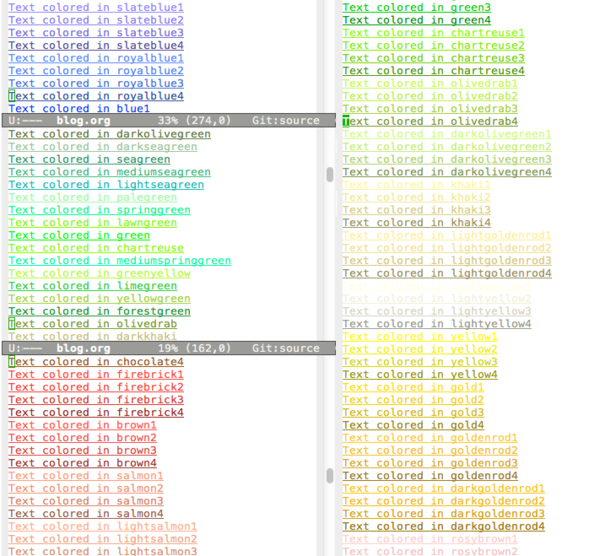 Text colored in slateblue1
Text colored in slateblue2
Text colored in slateblue3
Text colored in slateblue4
Text colored in royalblue1
Text colored in royalblue2
Text colored in royalblue3
Text colored in royalblue4
Text colored in blue1
U:--- blog.org 33% (274,0) Git:source
Text colored in darkolivegreen
Text colored in darkseagreen
Text colored in seagreen
Text colored in mediumseagreen
Text colored in lightseagreen
Text colored in palegreen
Text colored in springgreen
Text colored in lawngreen
Text colored in green
Text colored in chartreuse
Text colored in mediumspringgreen
Text colored in greenyellow
Text colored in limegreen
Text colored in yellowgreen
Text colored in forestgreen
Text colored in olivedrab
Text colored in darkkhaki
U:--- blog.org 19% (162,0) Git:source
Text colored in chocolate4
Text colored in firebrick1
Text colored in firebrick2
Text colored in firebrick3
Text colored in firebrick4
Text colored in brown1
Text colored in brown2
Text colored in brown3
Text colored in brown4
Text colored in salmon1
Text colored in salmon2
Text colored in salmon3
Text colored in salmon4
Text colored in lightsalmon1
Text colored in lightsalmon2
Text colored in lightsalmon3
Text colored in green3
Text colored in green4
Text colored in chartreuse1
Text colored in chartreuse2
Text colored in chartreuse3
Text colored in chartreuse4
Text colored in olivedrab1
Text colored in olivedrab2
Text colored in olivedrab3
Text colored in olivedrab4
Text colored in darkolivegreen1
Text colored in darkolivegreen2
Text colored in darkolivegreen3
Text colored in darkolivegreen4
Text colored in khaki1
Text colored in khaki2
Text colored in khaki3
Text colored in khaki4
Text colored in lightgoldenrod1
Text colored in lightgoldenrod2
Text colored in lightgoldenrod3
Text colored in lightgoldenrod4
Text colored in lightyellow2
Text colored in lightyellow3
Text colored in lightyellow4
Text colored in yellow1
Text colored in yellow2
Text colored in yellow3
Text colored in yellow4
Text colored in gold1
Text colored in gold2
Text colored in gold3
Text colored in gold4
Text colored in goldenrod1
Text colored in goldenrod2
Text colored in goldenrod3
Text colored in goldenrod4
Text colored in darkgoldenrod1
Text colored in darkgoldenrod2
Text colored in darkgoldenrod3
Text colored in darkgoldenrod4
Text colored in rosybrown1
Text colored in rosybrown2